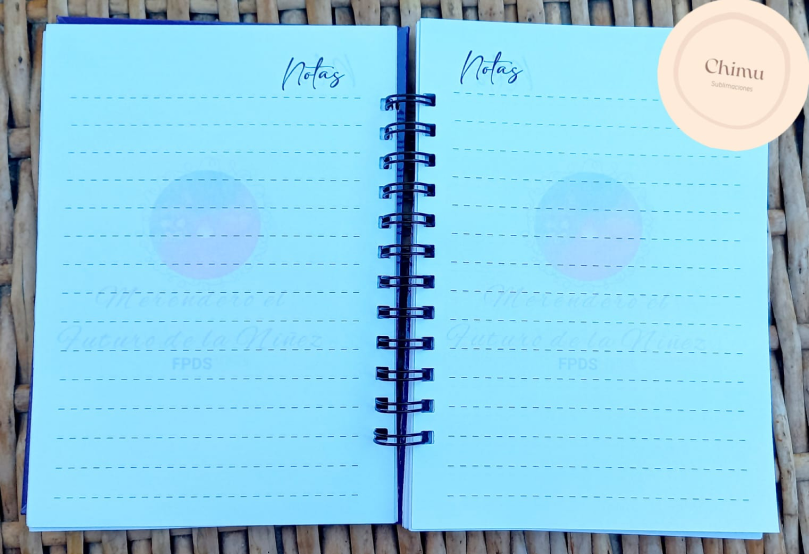 Notas
Merendero el
Futuro de la Niñez
FPDS
Notas
Merendero el
Futuro de la Niñez
FPDS
Chimu
Sublimaciones